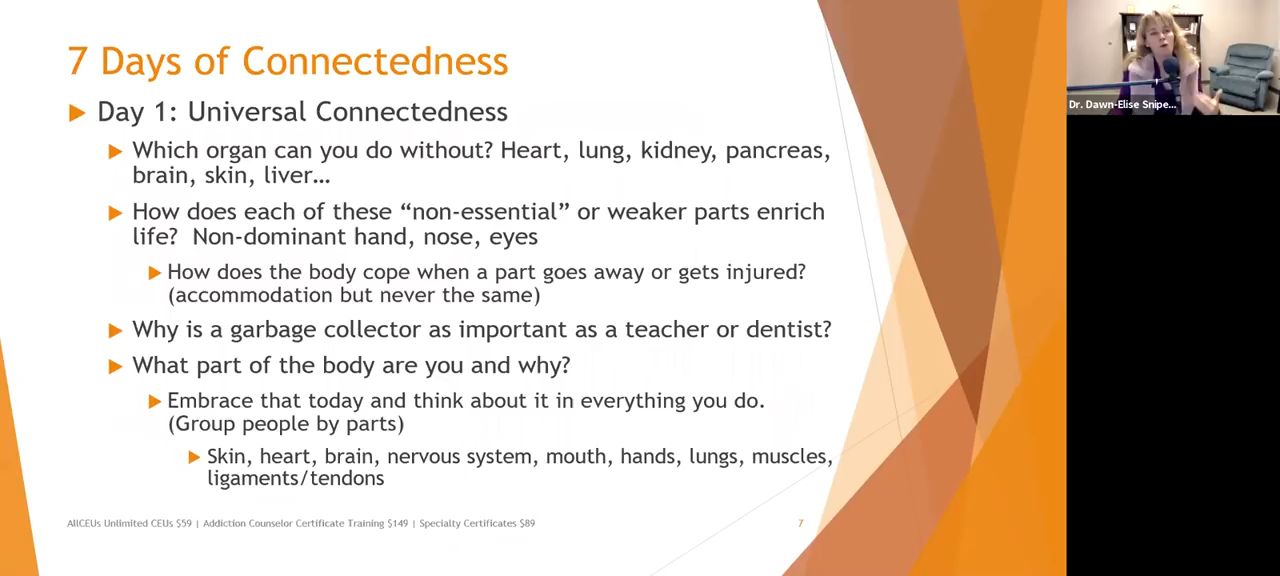 7 Days of Connectedness
Day 1: Universal Connectedness
Which organ can you do without? Heart, lung, kidney, pancreas,
brain, skin, liver…
How does each of these “non-essential” or weaker parts enrich
life?  Non-dominant hand, nose, eyes
How does the body cope when a part goes away or gets injured?
(accommodation but never the same)
Why is a garbage collector as important as a teacher or dentist?
What part of the body are you and why?
Embrace that today and think about it in everything you do.
(Group people by parts)
Skin, heart, brain, nervous system, mouth, hands, lungs, muscles,
ligaments/tendons
AllCEUs Unlimited CEUs $59 | Addiction Counselor Certificate Training $149 | Specialty Certificates $89
7
Dr. Dawn-Elise Snipe...